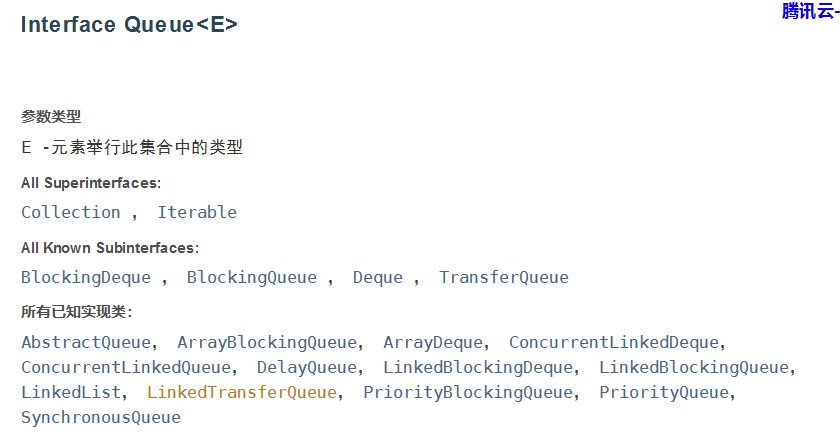 腾讯云-
Interface Queue<E>
参数类型
E -元素举行此集合中的类型
All Superinterfaces:
Collection , Iterable
All Known Subinterfaces:
BlockingDeque , BlockingQueue , Deque , TransferQueue
所有已知实现类:
AbstractQueue, ArrayBlockingQueue, ArrayDeque, ConcurrentLinkedDeque,
ConcurrentLinkedQueue, DelayQueue, LinkedBlockingDeque, LinkedBlockingQueue,
LinkedList, LinkedTransferQueue, PriorityBlockingQueue, PriorityQueue,
SynchronousQueue